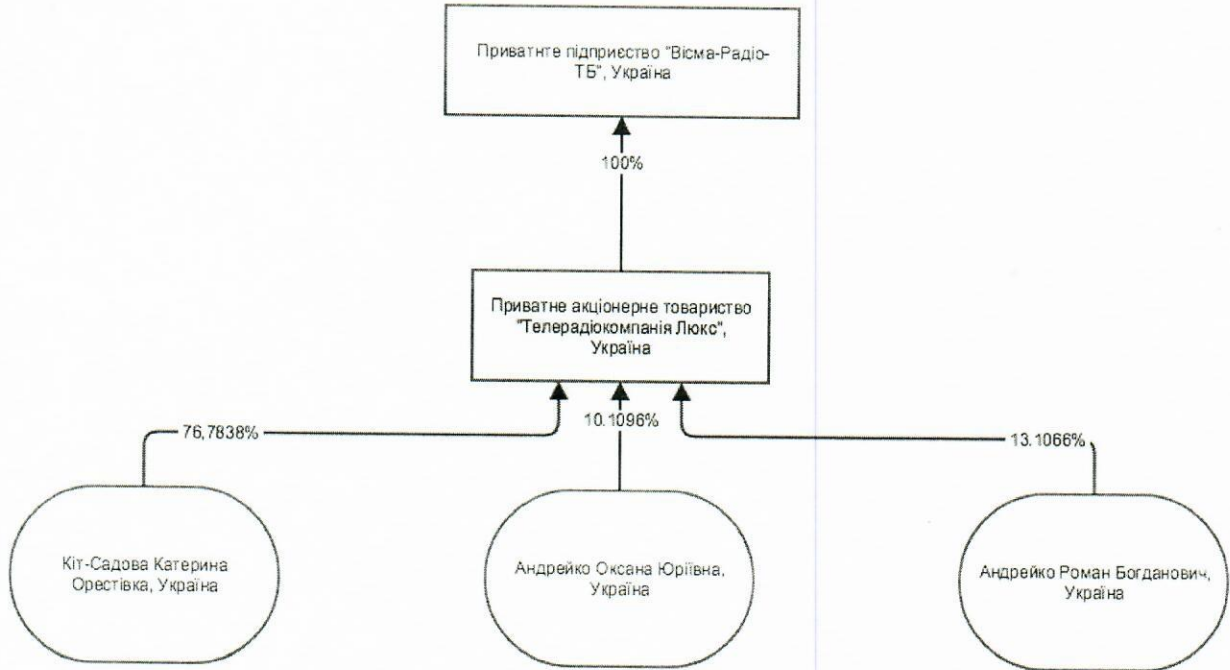 Приватнте підприєство "Вісма-Радіо-
ТБ", Україна
100%
Приватне акціонерне товариство
"Телерадіокомпанія Люкс",
Україна
76,7838%
10.1096%
13.1066%
Кіт-Садова Катерина
Орестівка, Україна
Андрейко Оксана Юріївна,
Україна
Андрейко Роман Богданович,
Україна